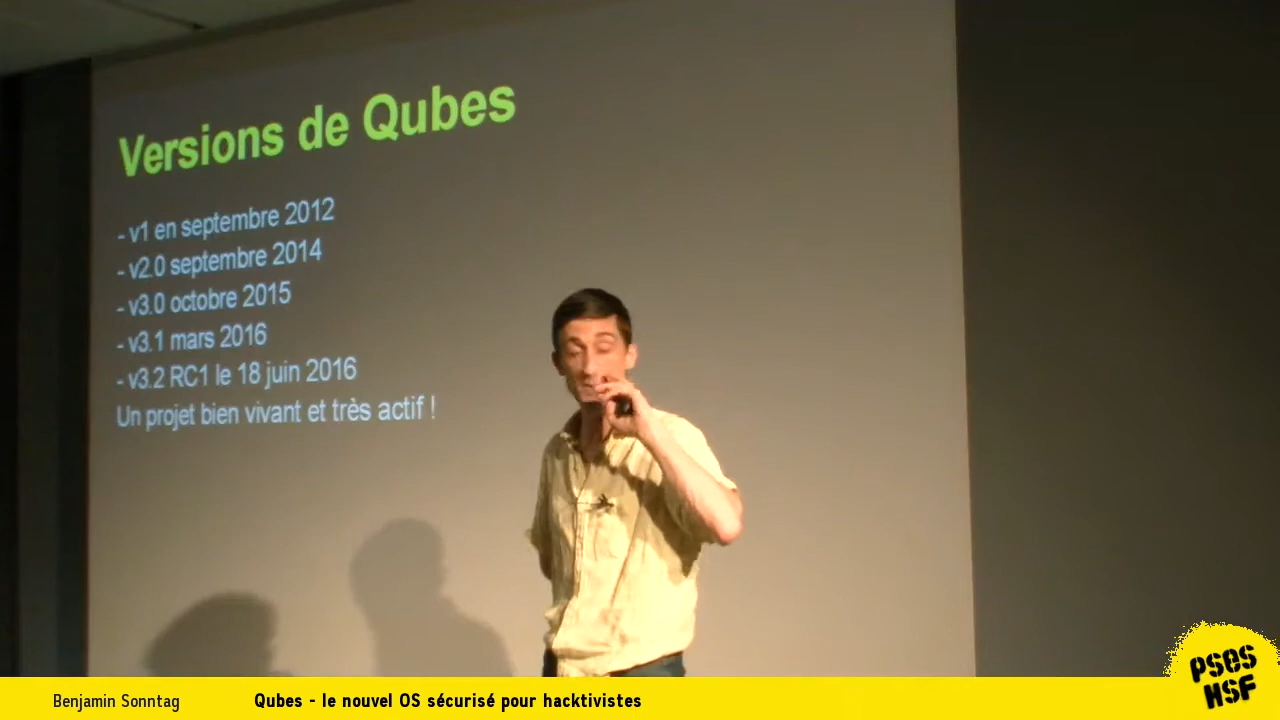 Versions de Qubes
- v1 en septembre 2012
- v2.0 septembre 2014
- v3.0 octobre 2015
- v3.1 mars 2016
- v3.2 RC1 le 18 juin 2016
Un projet bien vivant et très actif !
PSES
HSF
Benjamin Sonntag
Qubes - le nouvel OS sécurisé pour hacktivistes